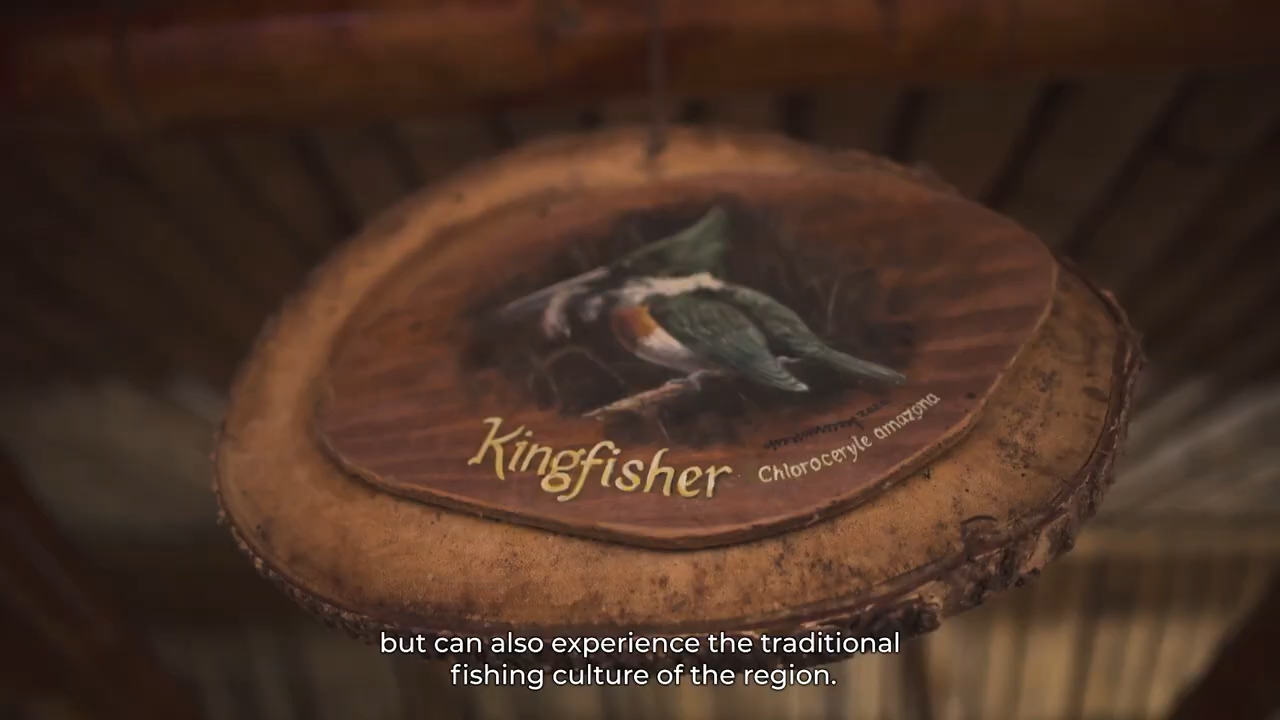 Kingfisher
Chloroceryle amazona
but can also experience the traditional
fishing culture of the region.